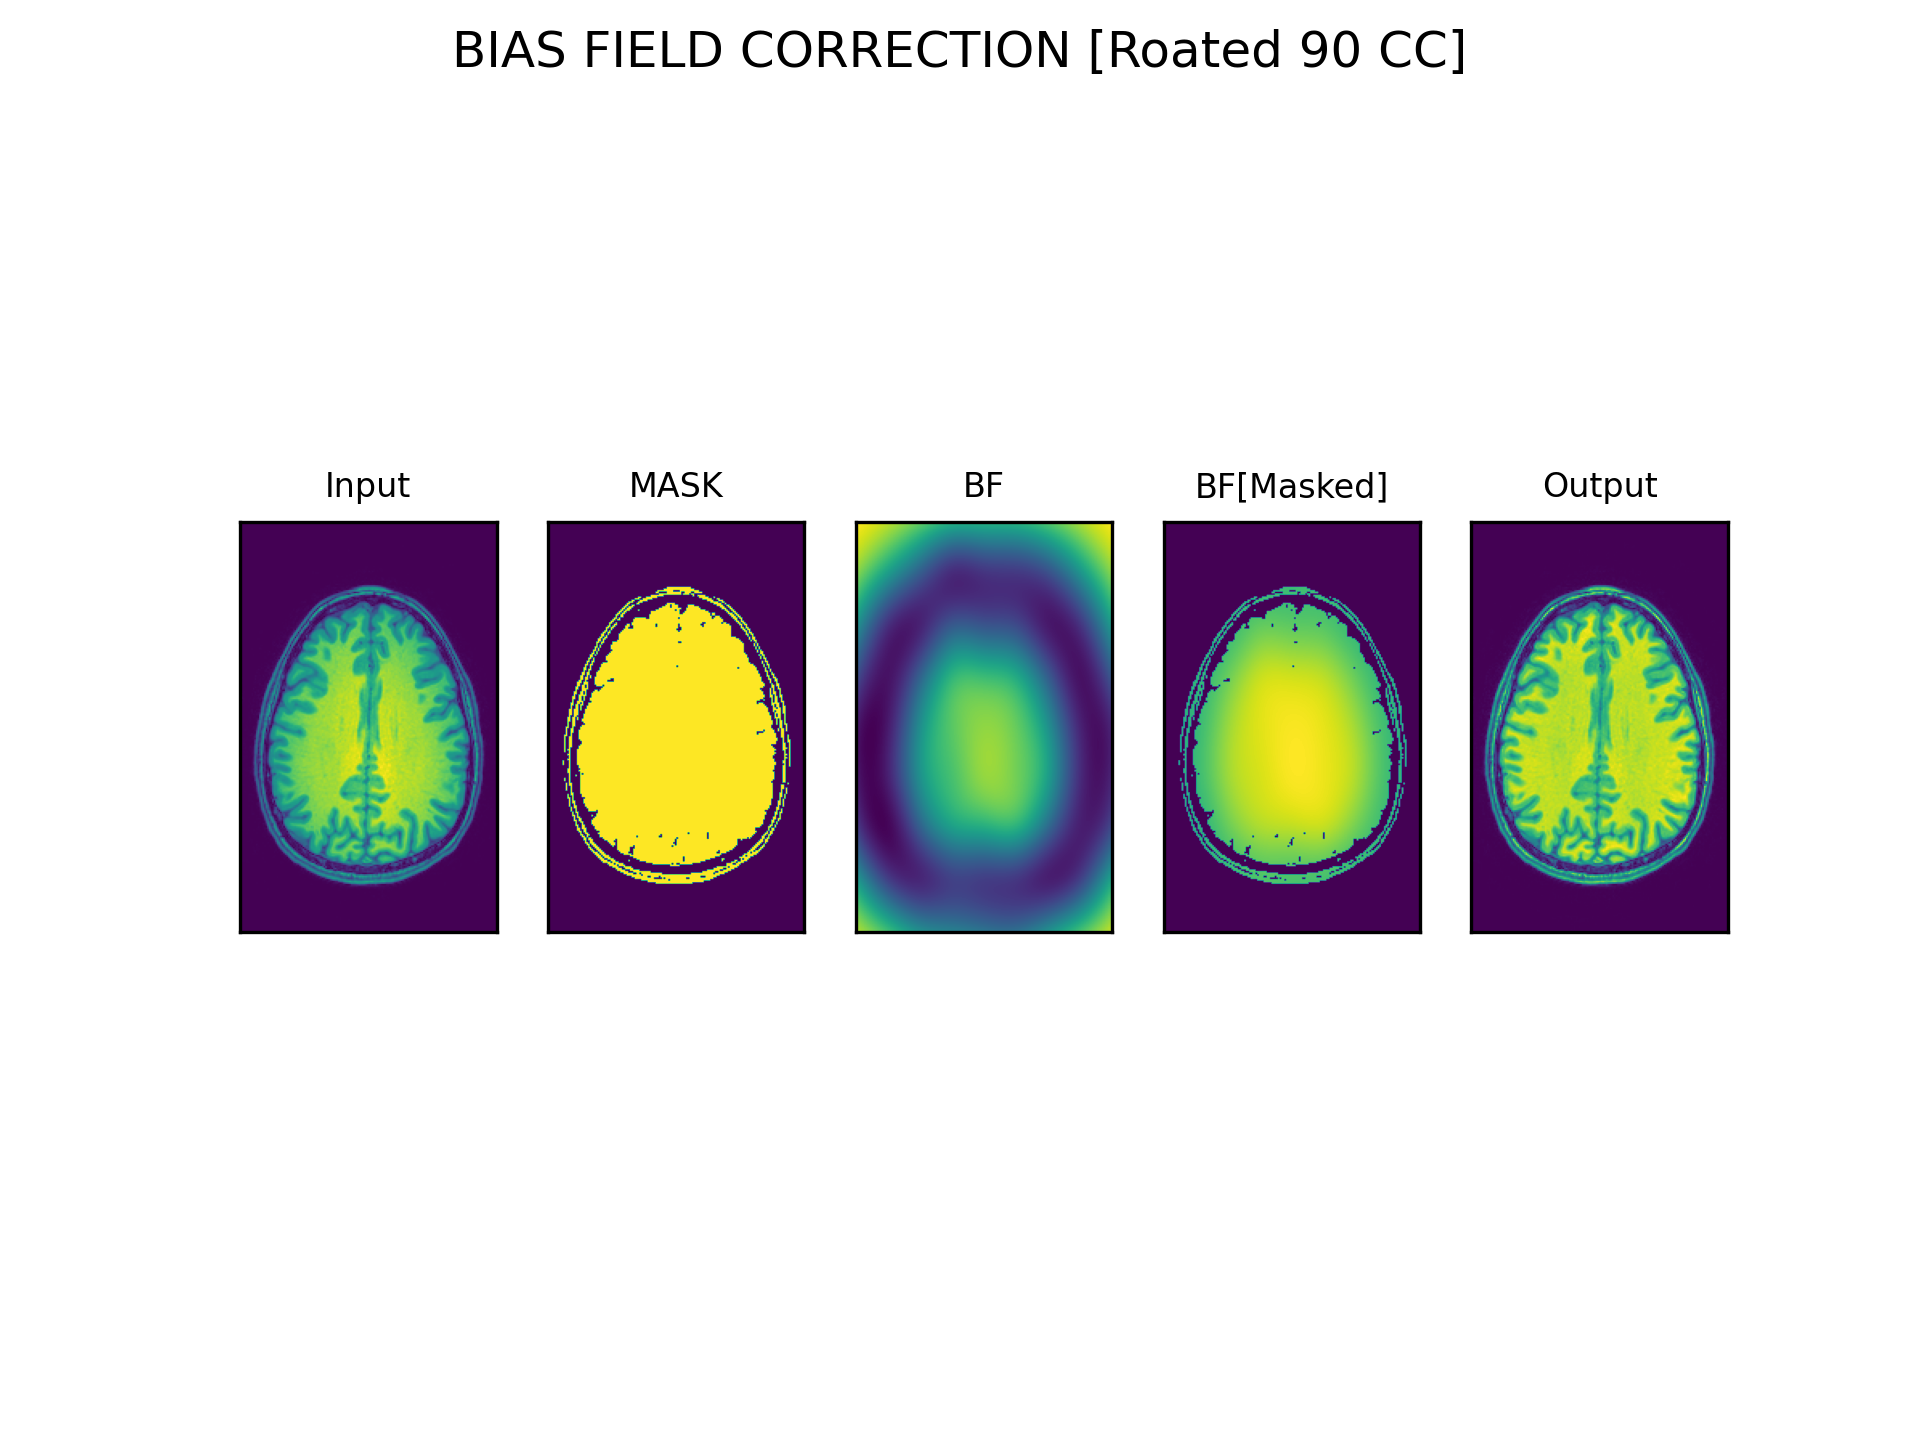 BIAS FIELD CORRECTION [Roated 90 CC]
Input
MASK
BF
BF[Masked]
Output